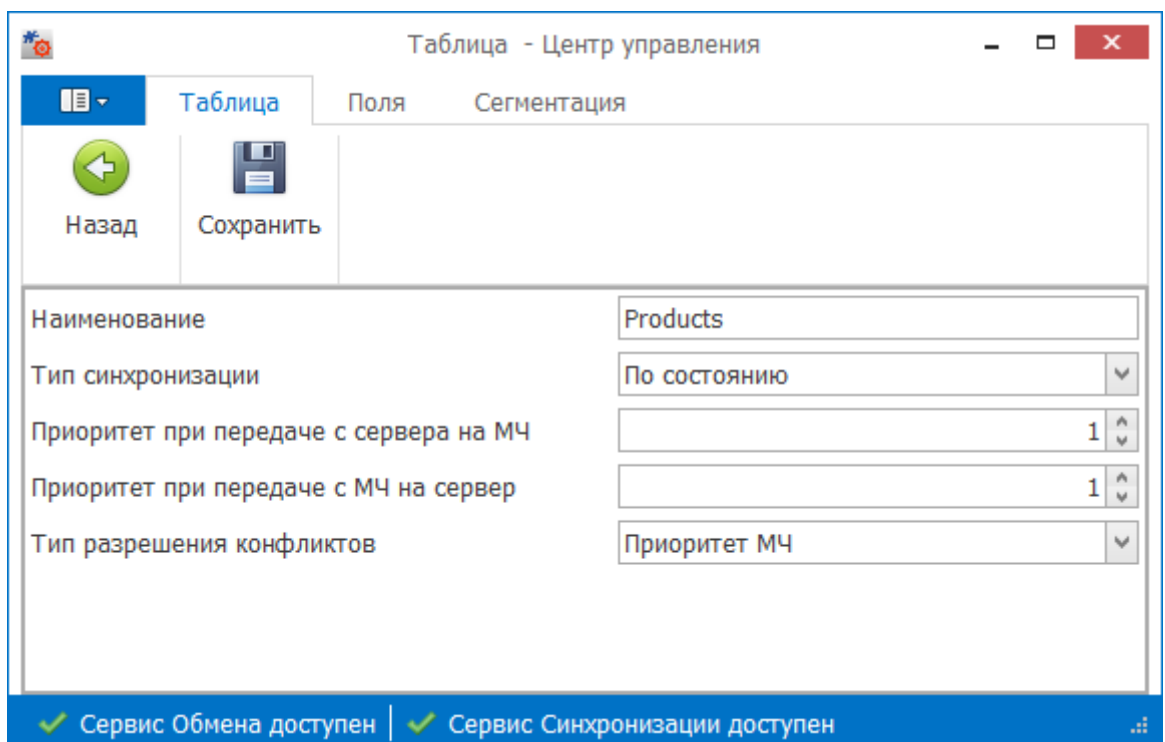 Таблица - Центр управления
Таблица Поля Сегментация
Назад Сохранить
Наименование Products
Тип синхронизации По состоянию
Приоритет при передаче с сервера на МЧ 1
Приоритет при передаче с МЧ на сервер 1
Тип разрешения конфликтов Приоритет МЧ
Сервис Обмена доступен Сервис Синхронизации доступен